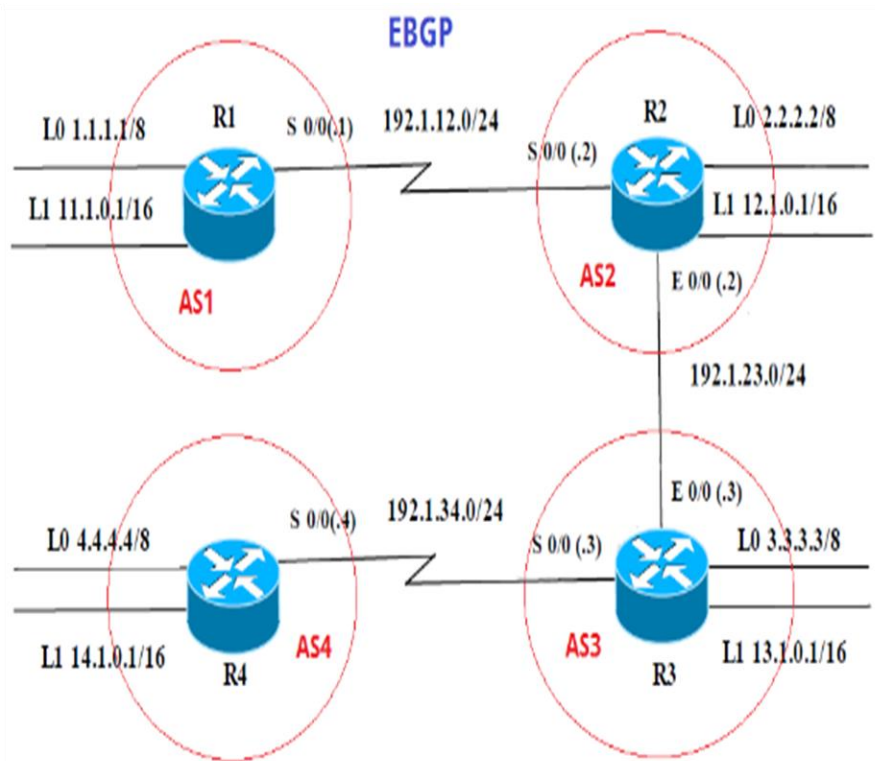 EBGP
R1
L0 1.1.1.1/8
S 0/0(.1)
192.1.12.0/24
R2
L0 2.2.2.2/8
S 0/0 (.2)
L1 11.1.0.1/16
L1 12.1.0.1/16
AS1
AS2
E 0/0 (.2)
192.1.23.0/24
E 0/0 (.3)
192.1.34.0/24
S 0/0(.4)
L0 4.4.4.4/8
S 0/0 (.3)
L0 3.3.3.3/8
L1 14.1.0.1/16
R4
AS4
AS3
R3
L1 13.1.0.1/16